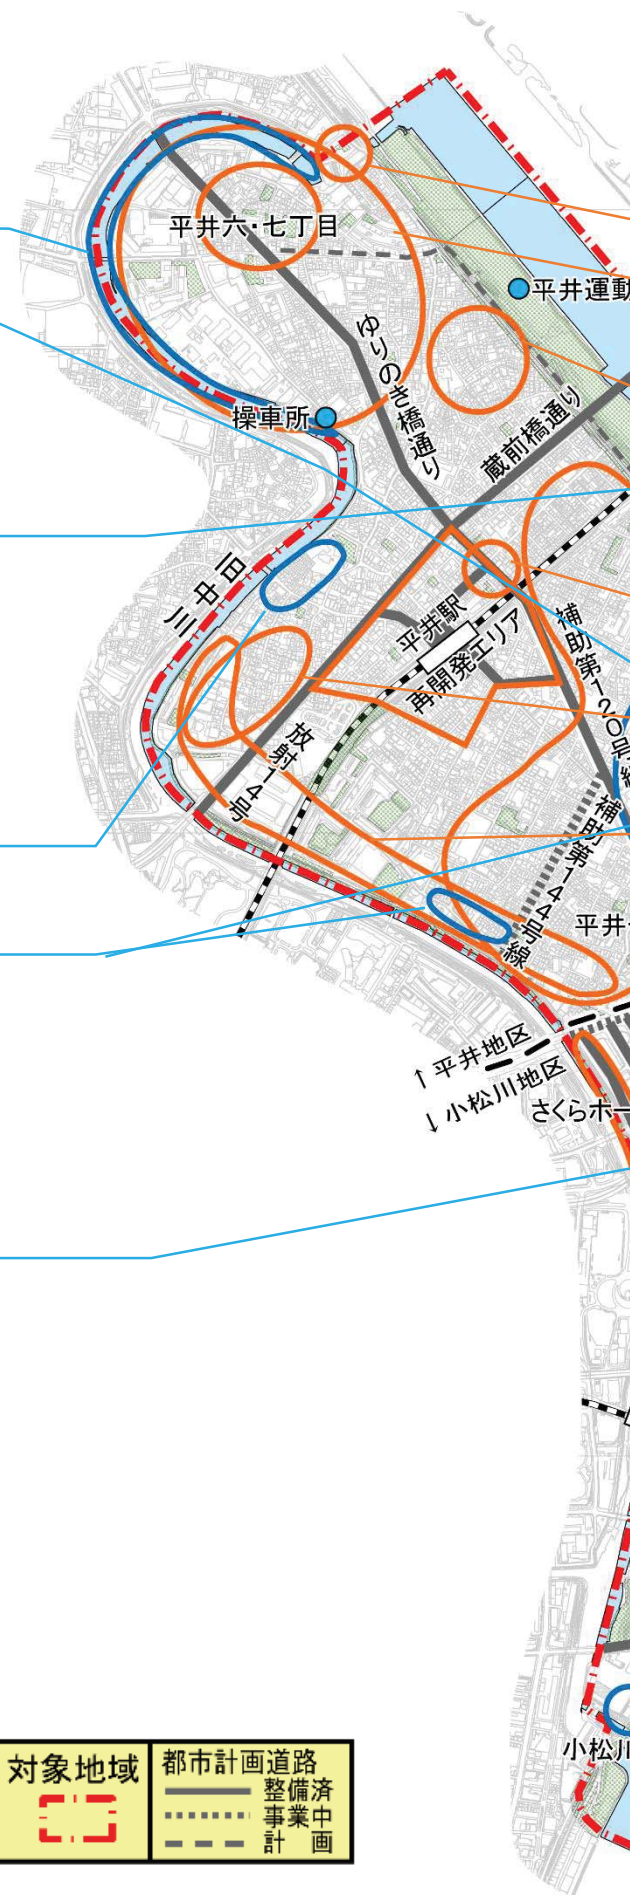 平井六・七丁目
平井運動
ゆりのき橋通り
操車所
蔵前橋通り
旧中川
平井駅
再開発エリア
補助第120号線
放射14号
補助第144号線
平井
↑平井地区
↓小松川地区
さくらホー
小松川
対象地域
都市計画道路
整備済
事業中
計　画